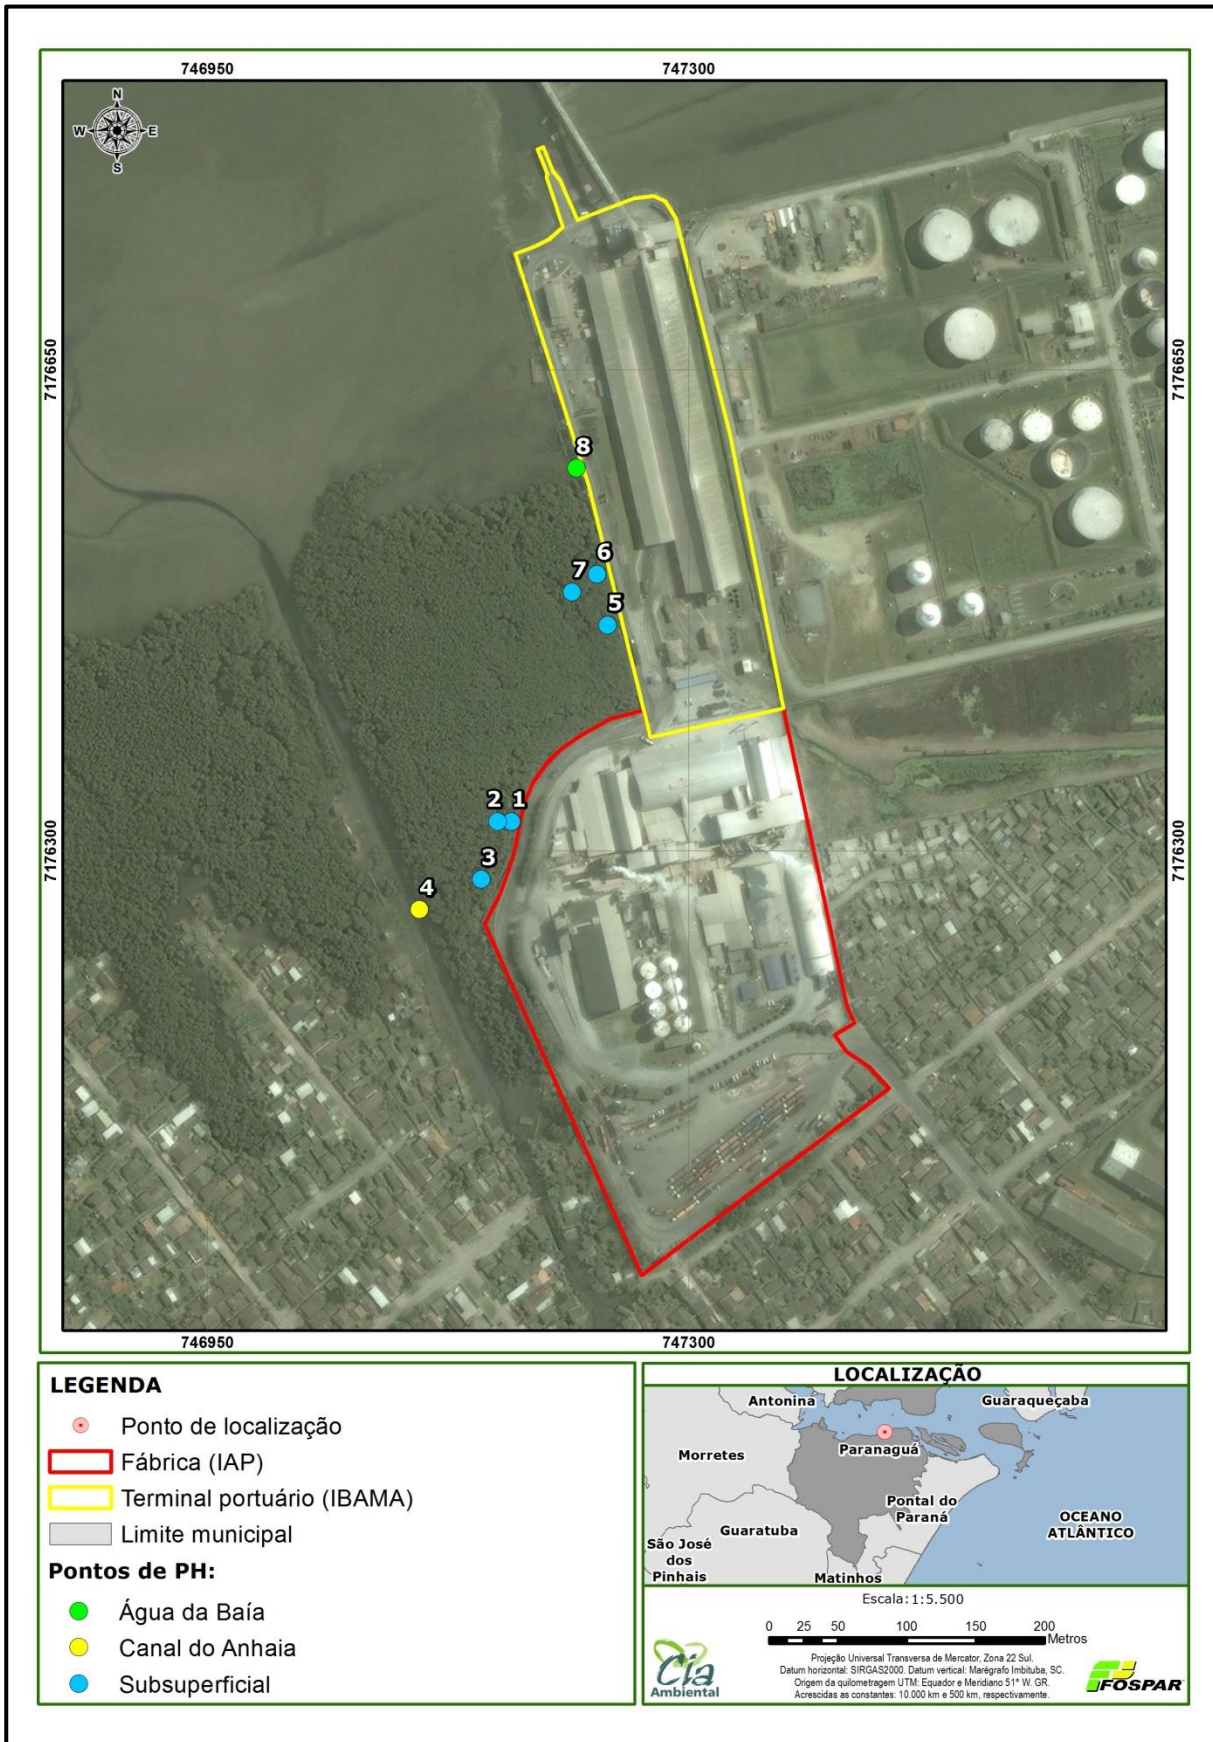 746950
747300
N
W
E
S
7176650
7176650
8
6
7
5
2
1
3
4
7176300
7176300
746950
747300
LEGENDA
Ponto de localização
Fábrica (IAP)
Terminal portuário (IBAMA)
Limite municipal
Pontos de PH:
Água da Baía
Canal do Anhaia
Subsuperficial
LOCALIZAÇÃO
Antonina
Guaraqueçaba
Morretes
Paranaguá
Pontal do
Paraná
Guaratuba
OCEANO
ATLÂNTICO
São José
dos
Pinhais
Matinhos
Escala: 1:5.500
0 25 50 100 150 200
Metros
Projeção Universal Transversa de Mercator, Zona 22 Sul.
Datum horizontal: SIRGAS2000. Datum vertical: Marégrafo Imbituba, SC.
Origem da quilometragem UTM: Equador e Meridiano 51° W. GR.
Acrescidas as constantes: 10.000 km e 500 km, respectivamente.
Cia
Ambiental
FOSPAR